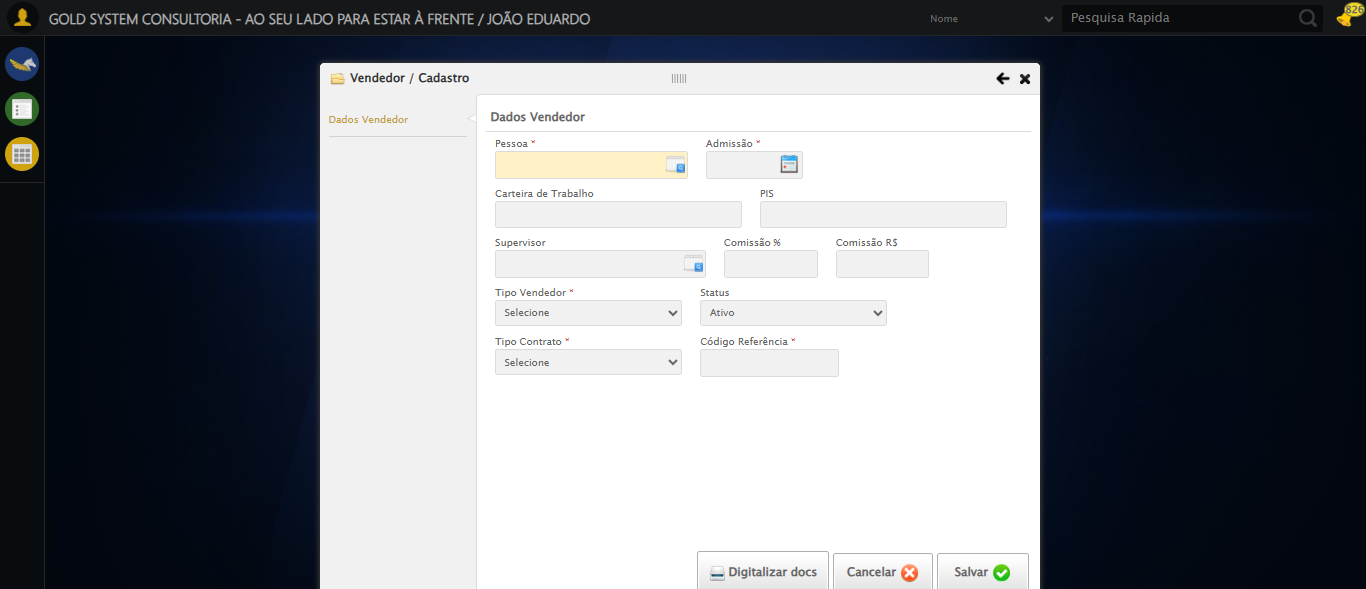 GOLD SYSTEM CONSULTORIA - AO SEU LADO PARA ESTAR À FRENTE / JOÃO EDUARDO
Nome
Pesquisa Rapida
826
Vendedor / Cadastro
Dados Vendedor
Dados Vendedor
Pessoa * Admissão *
Carteira de Trabalho PIS
Supervisor Comissão % Comissão R$
Tipo Vendedor * Status
Selecione Ativo
Tipo Contrato * Código Referência *
Selecione
Digitalizar docs Cancelar Salvar